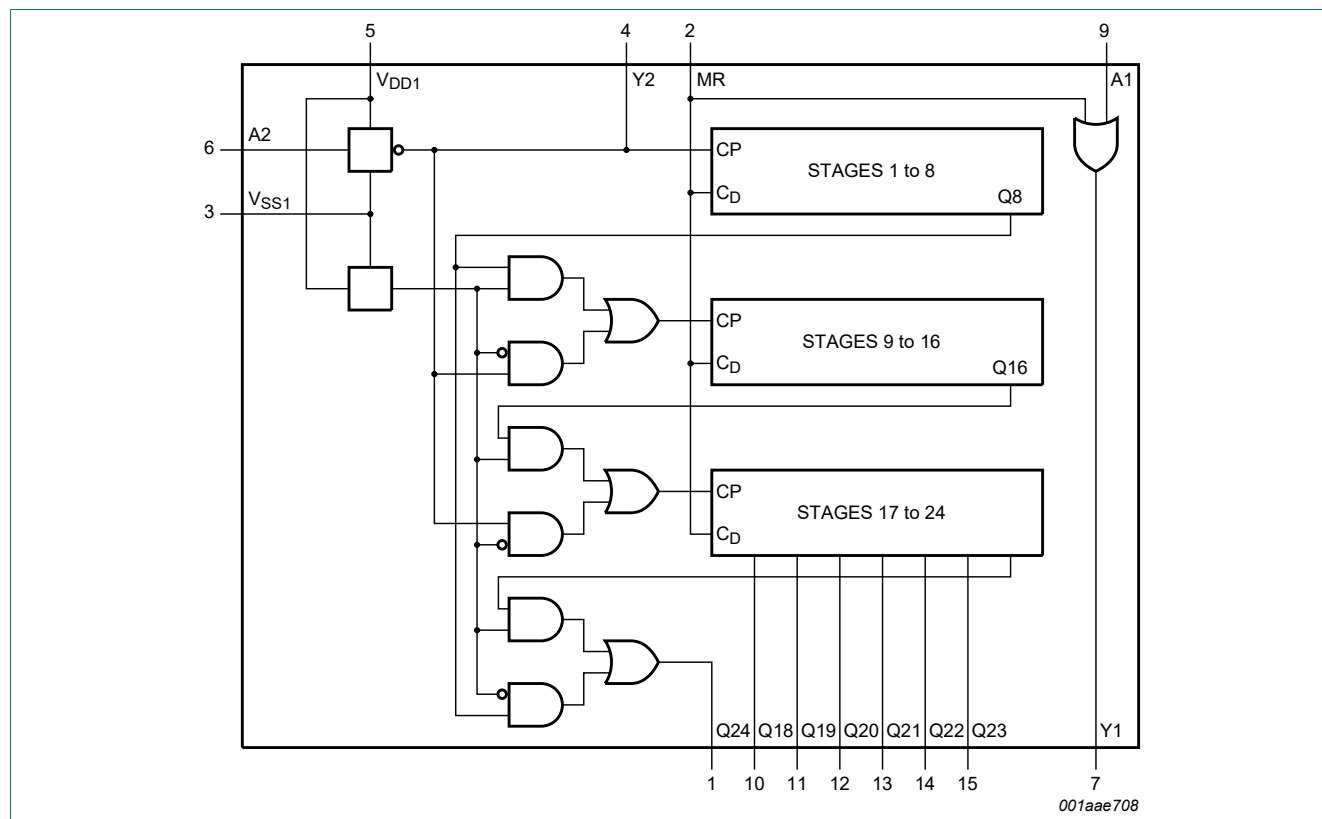 5 4 2 9
VDD1 Y2 MR A1
6 A2
CP
STAGES 1 to 8
CD
Q8
3 VSS1
CP
STAGES 9 to 16
CD
Q16
CP
STAGES 17 to 24
CD
Q24 Q18 Q19 Q20 Q21 Q22 Q23 Y1
1 10 11 12 13 14 15 7
001aae708